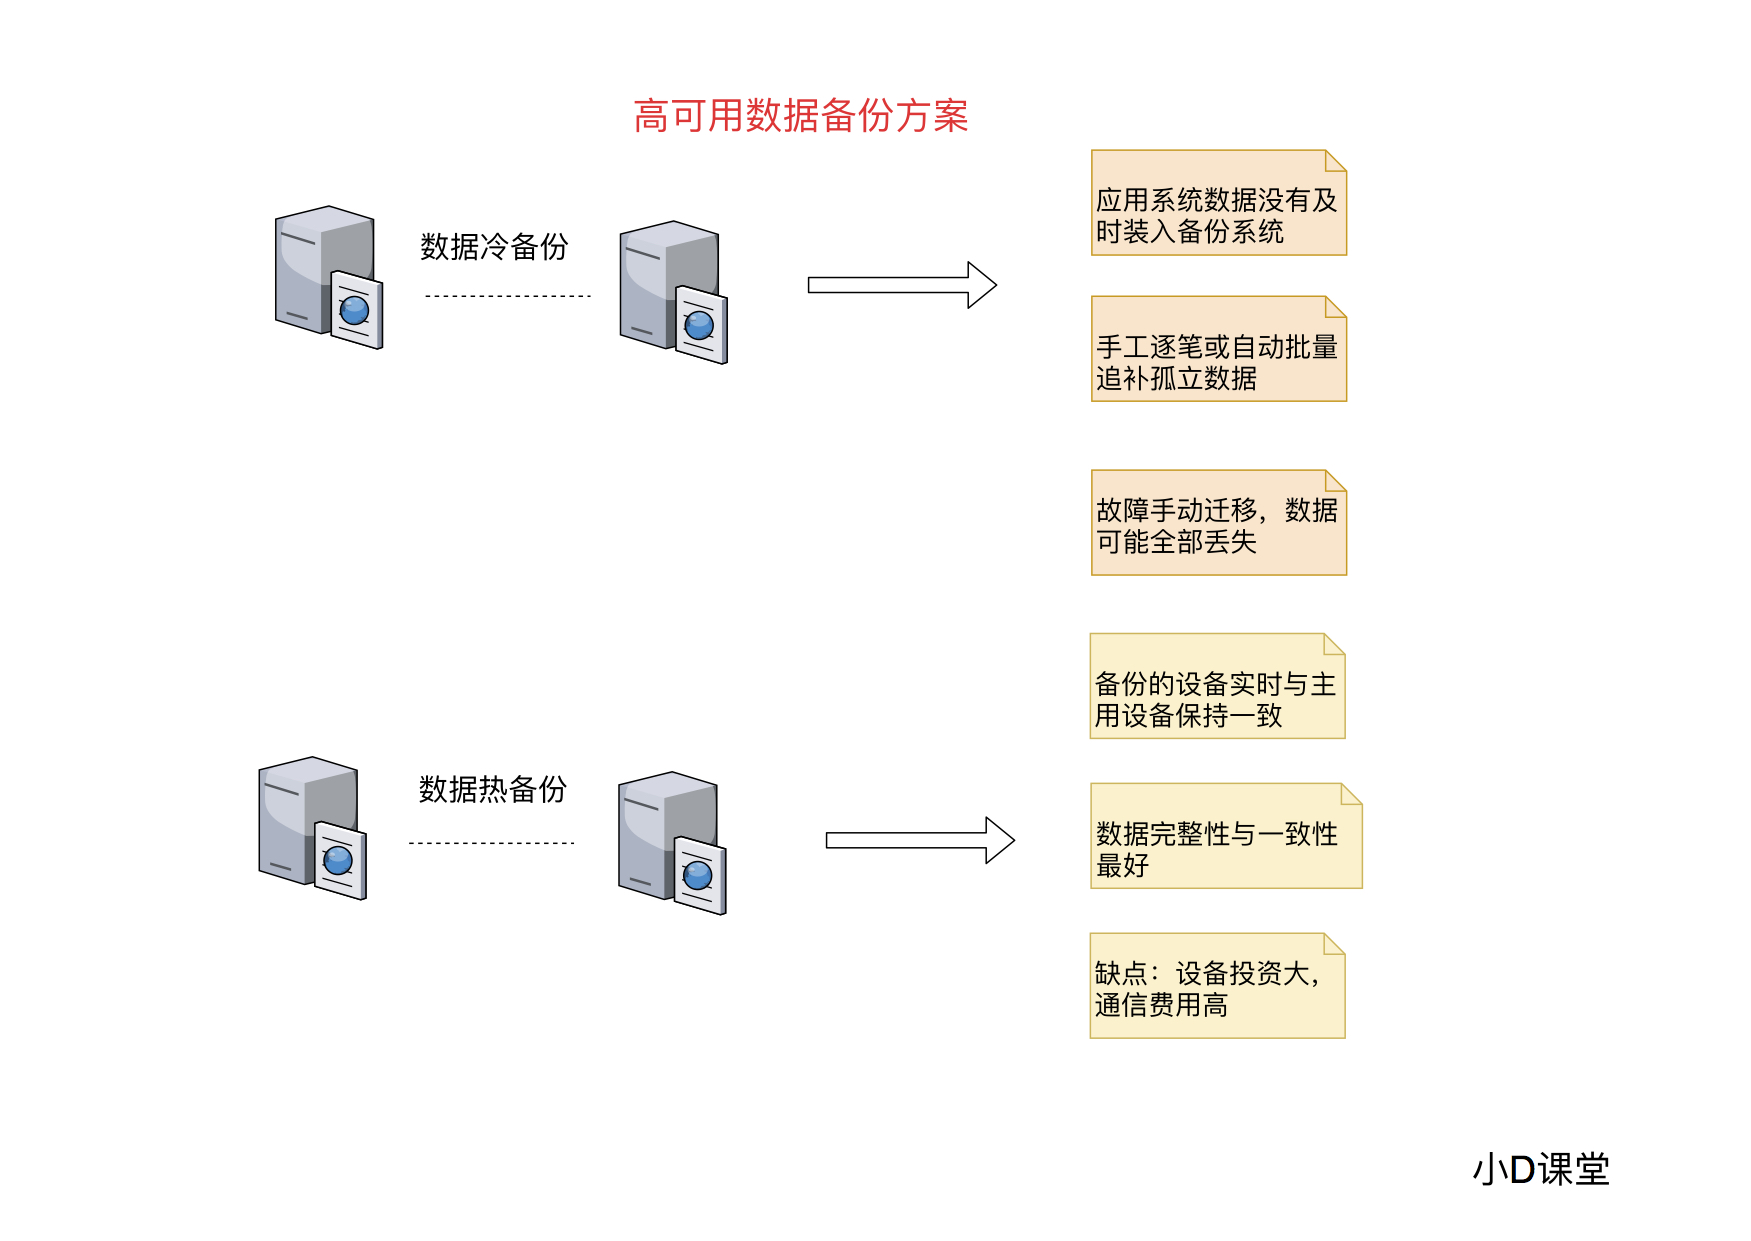 高可用数据备份方案
数据冷备份
应用系统数据没有及
时装入备份系统
手工逐笔或自动批量
追补孤立数据
故障手动迁移，数据
可能全部丢失
数据热备份
备份的设备实时与主
用设备保持一致
数据完整性与一致性
最好
缺点：设备投资大，
通信费用高
小D课堂